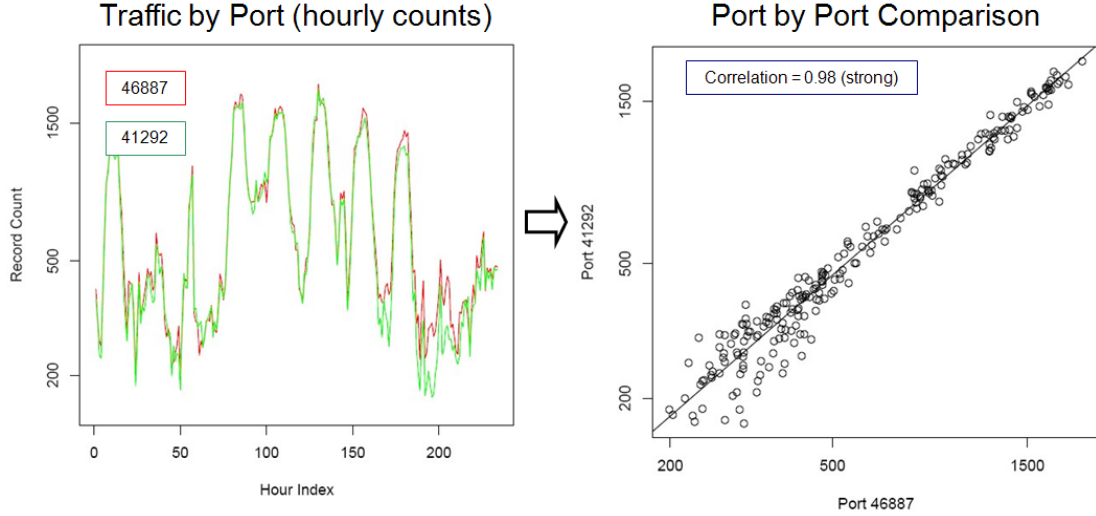 Traffic by Port (hourly counts)
46887
41292
1500
500
200
Record Count
0 50 100 150 200
Hour Index
Port by Port Comparison
Correlation = 0.98 (strong)
1500
500
200
Port 41292
200 500 1500
Port 46887